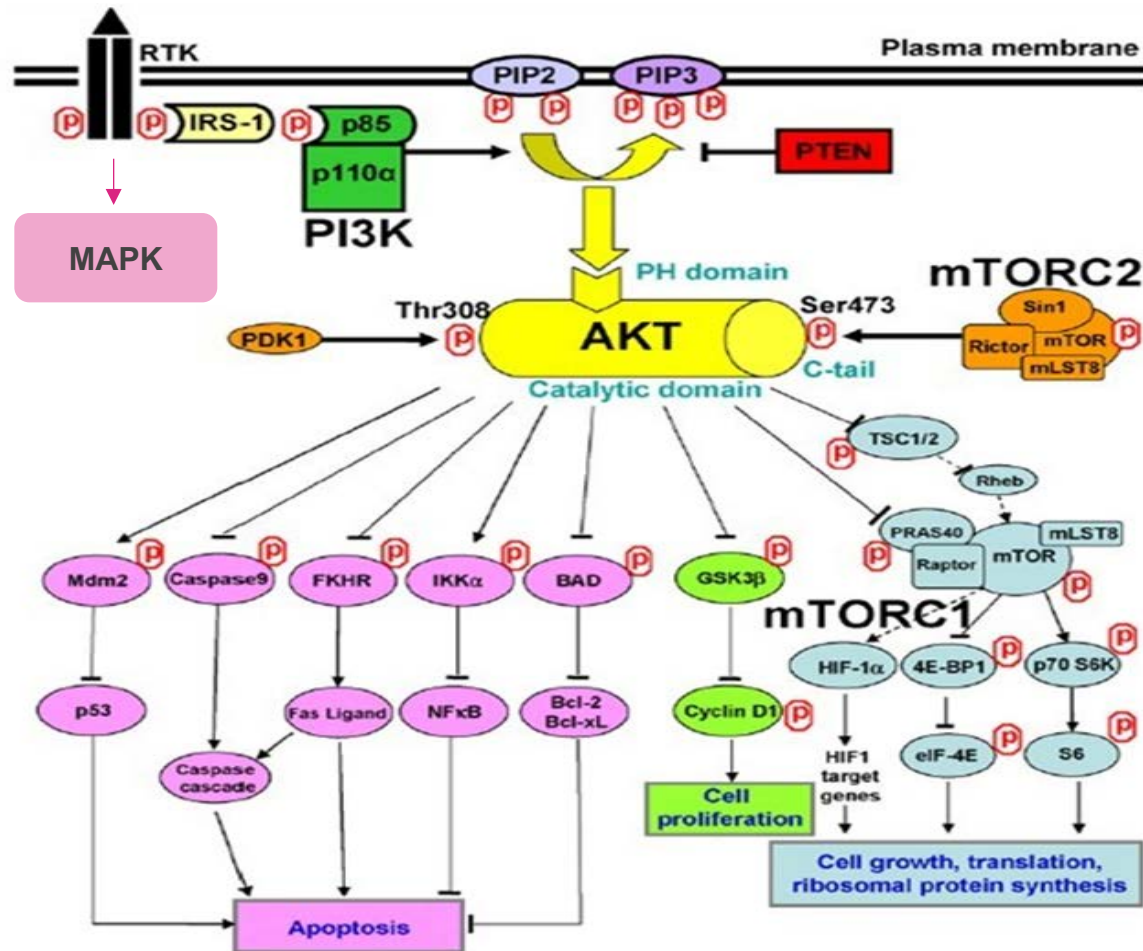 RTK
Plasma membrane
PIP2
PIP3
P
P
P
P
P
P
P
P
IRS-1
p85
p110α
PI3K
PTEN
MAPK
PH domain
mTORC2
Thr308
Ser473
Sin1
PDK1
P
AKT
P
Rictor
mTOR
P
mLST8
C-tail
Catalytic domain
P
TSC1/2
Rheb
PRAS40
mLST8
P
mTOR
Raptor
P
mTORC1
P
P
P
P
P
P
Mdm2
Caspase9
FKHR
IKKα
BAD
GSK3β
HIF-1α
4E-BP1
P
p70 S6K
P
p53
Fas Ligand
NFκB
Bcl-2
Bcl-xL
Cyclin D1
P
HIF1
target
genes
eIF-4E
P
S6
P
Caspase
cascade
Cell
proliferation
Cell growth, translation,
ribosomal protein synthesis
Apoptosis